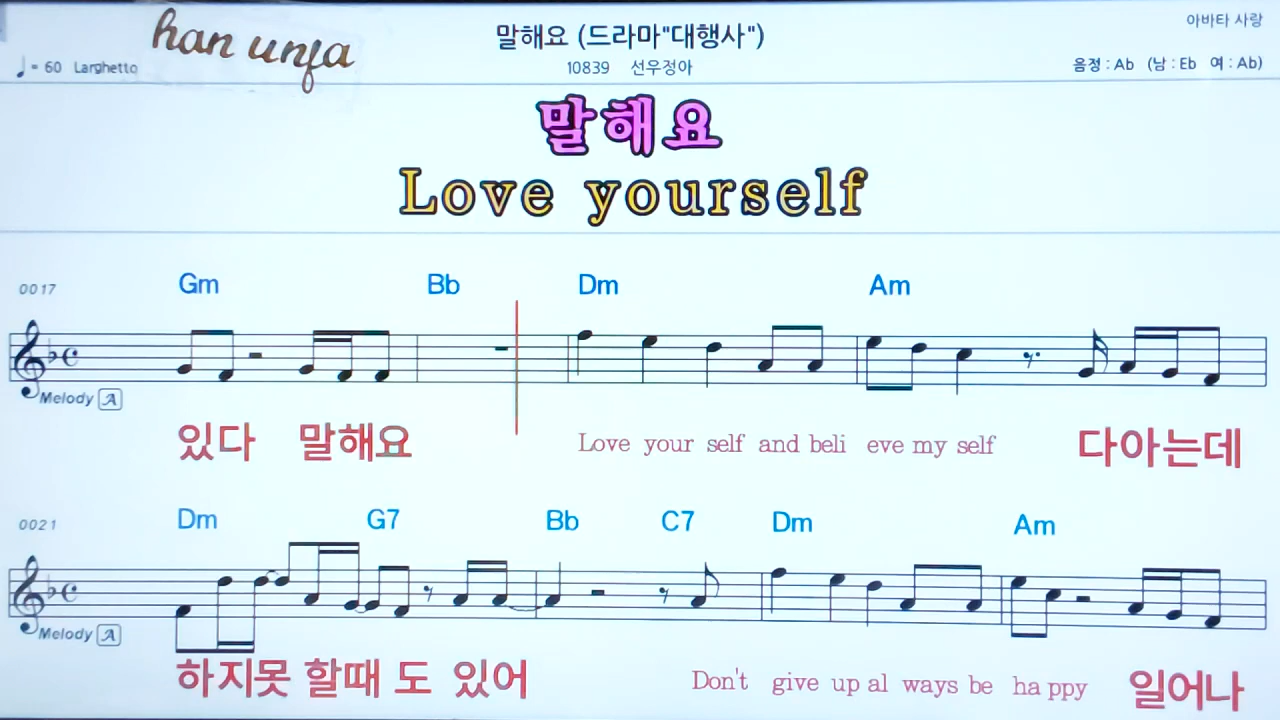 han unfa
말해요 (드라마"대행사")
아바타 사랑
♩= 60 Larghetto
10839 선우정아
음정 : Ab (남 : Eb 여 : Ab)
말해요
Love yourself
0017 Gm Bb Dm Am
Melody A
있다 말해요 Love your self and beli eve my self 다아는데
0021 Dm G7 Bb C7 Dm Am
Melody A
하지못 할때 도 있어 Don't give up al ways be ha ppy 일어나